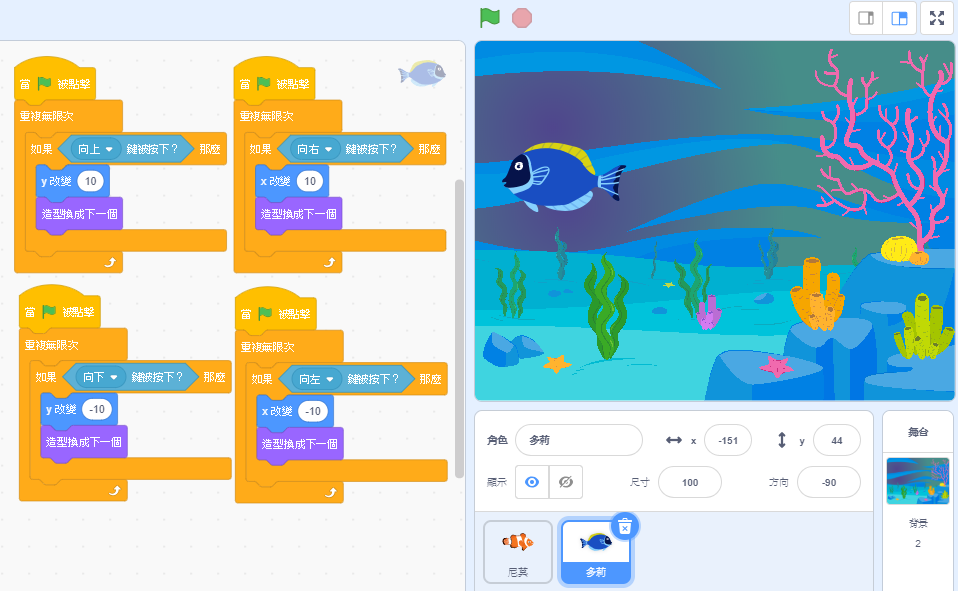 當 被點擊
重複無限次
如果 向上 鍵被按下？ 那麼
y 改變 10
造型換成下一個
當 被點擊
重複無限次
如果 向右 鍵被按下？ 那麼
x 改變 10
造型換成下一個
當 被點擊
重複無限次
如果 向下 鍵被按下？ 那麼
y 改變 -10
造型換成下一個
當 被點擊
重複無限次
如果 向左 鍵被按下？ 那麼
x 改變 -10
造型換成下一個
角色 多莉 x -151 y 44
顯示 尺寸 100 方向 -90
尼莫
多莉
舞台
背景
2